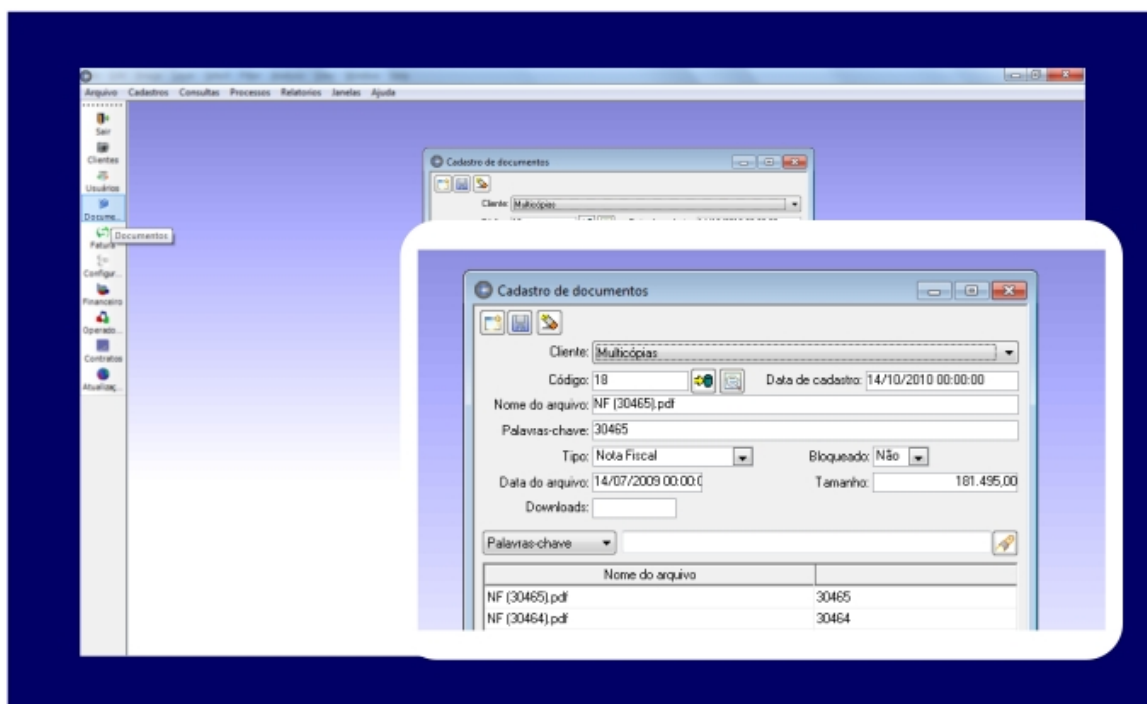 Arquivo Cadastros Consultas Processos Relatorios Janelas Ajuda
Sair
Clientes
Usuários
Docume...
Documentos
Fatura
Configur...
Financeiro
Operado...
Contratos
Atualizaç...
Cadastro de documentos
Cliente: Multicópias
Cadastro de documentos
Cliente: Multicópias
Código: 18 Data de cadastro: 14/10/2010 00:00:00
Nome do arquivo: NF (30465).pdf
Palavras-chave: 30465
Tipo: Nota Fiscal Bloqueado: Não
Data do arquivo: 14/07/2009 00:00:0 Tamanho: 181.495,00
Downloads:
Palavras-chave
Nome do arquivo
NF (30465).pdf 30465
NF (30464).pdf 30464